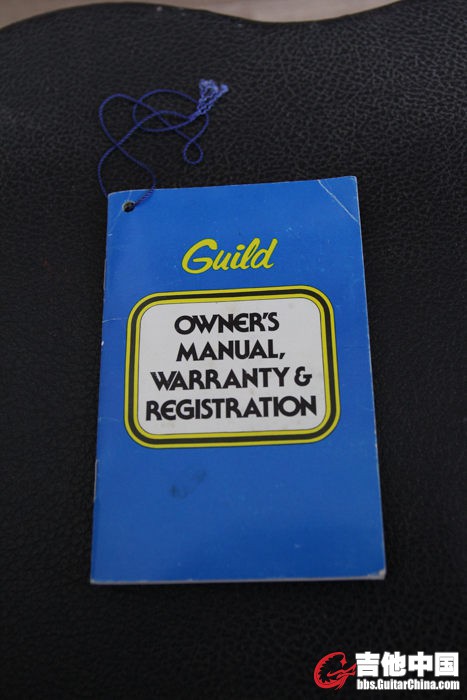 Guild
OWNER'S
MANUAL,
WARRANTY &
REGISTRATION
吉他中国
bbs.GuitarChina.com